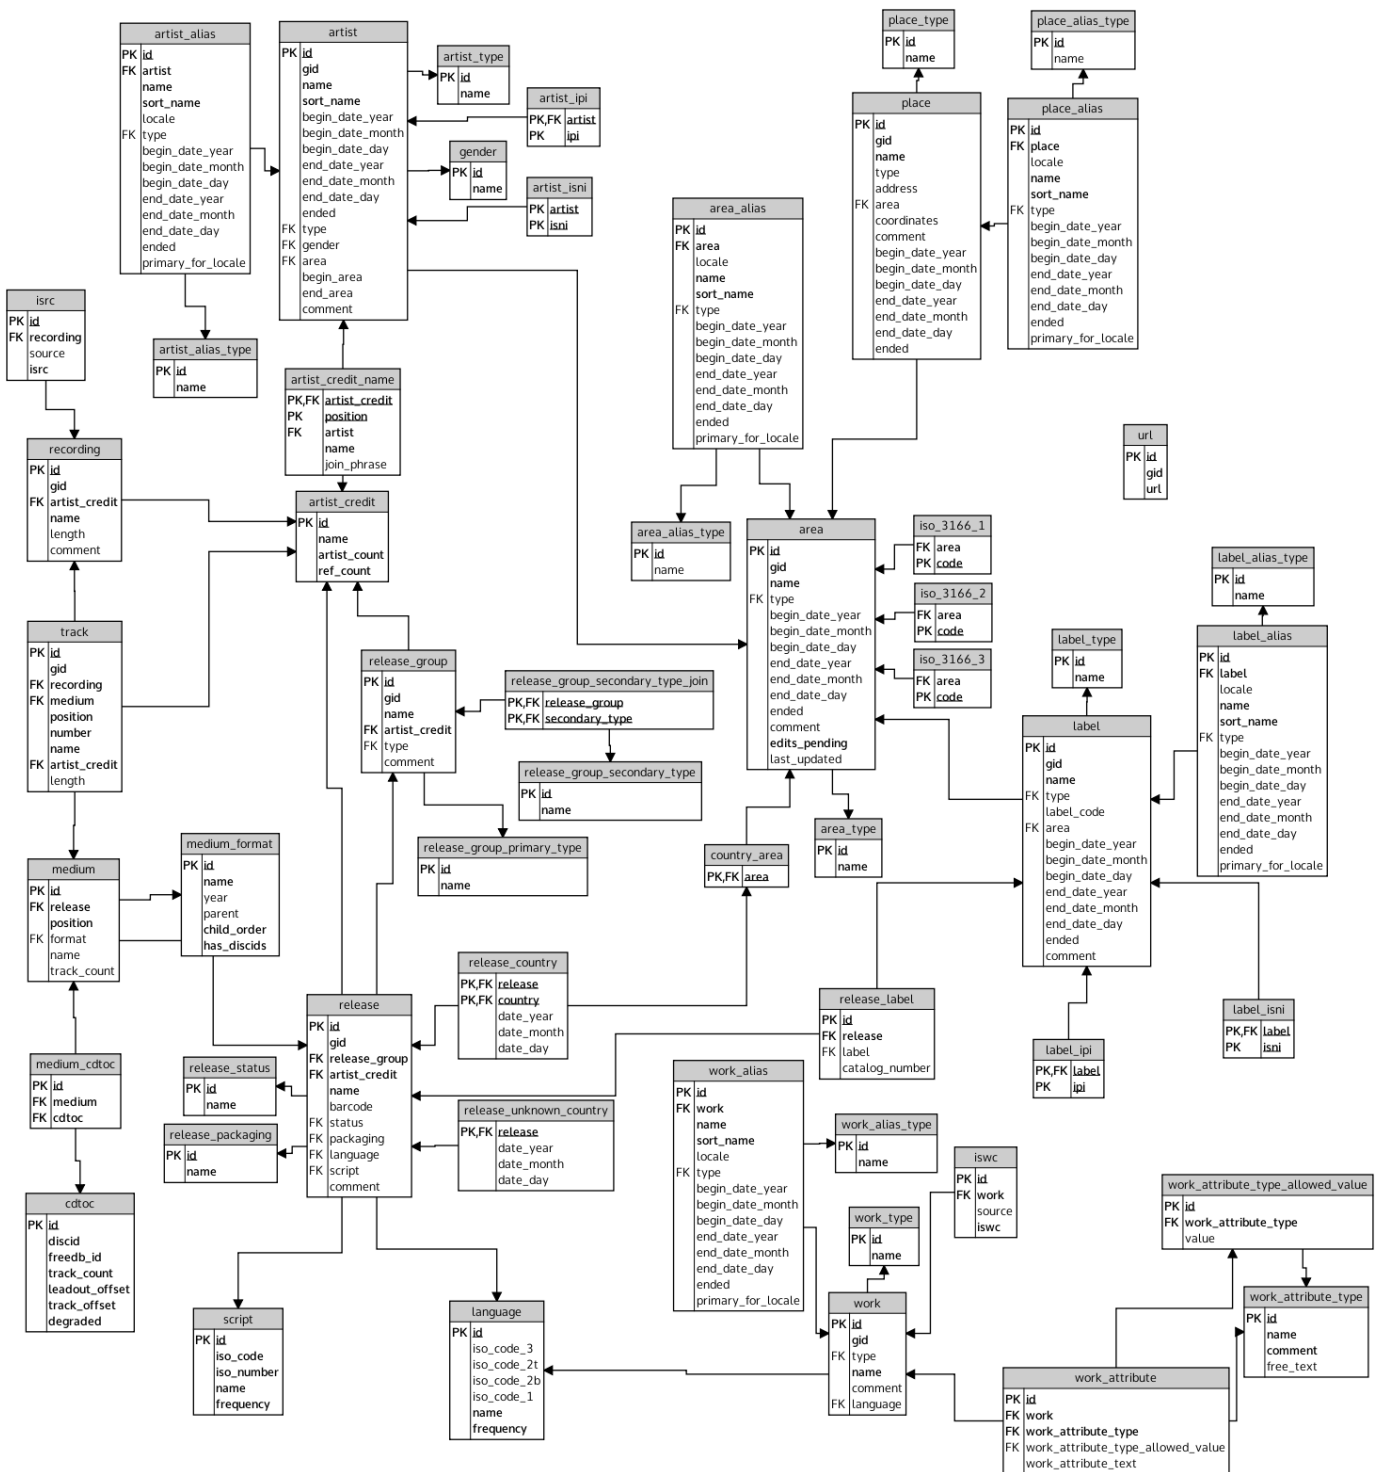 artist_alias
PK id
FK artist
name
sort_name
locale
FK type
begin_date_year
begin_date_month
begin_date_day
end_date_year
end_date_month
end_date_day
ended
primary_for_locale
artist
PK id
gid
name
sort_name
begin_date_year
begin_date_month
begin_date_day
end_date_year
end_date_month
end_date_day
ended
FK type
FK gender
FK area
begin_area
end_area
comment
artist_type
PK id
name
artist_ipi
PK,FK artist
PK ipi
gender
PK id
name
artist_isni
PK artist
PK isni
place_type
PK id
name
place_alias_type
PK id
name
place
PK id
gid
name
type
address
FK area
coordinates
comment
begin_date_year
begin_date_month
begin_date_day
end_date_year
end_date_month
end_date_day
ended
place_alias
PK id
FK place
locale
name
sort_name
FK type
begin_date_year
begin_date_month
begin_date_day
end_date_year
end_date_month
end_date_day
ended
primary_for_locale
area_alias
PK id
FK area
locale
name
sort_name
FK type
begin_date_year
begin_date_month
begin_date_day
end_date_year
end_date_month
end_date_day
ended
primary_for_locale
isrc
PK id
FK recording
source
isrc
artist_alias_type
PK id
name
artist_credit_name
PK,FK artist_credit
PK position
FK artist
name
join_phrase
recording
PK id
gid
FK artist_credit
name
length
comment
artist_credit
PK id
name
artist_count
ref_count
url
PK id
gid
url
area_alias_type
PK id
name
area
PK id
gid
name
FK type
begin_date_year
begin_date_month
begin_date_day
end_date_year
end_date_month
end_date_day
ended
comment
edits_pending
last_updated
iso_3166_1
FK area
PK code
iso_3166_2
FK area
PK code
iso_3166_3
FK area
PK code
label_alias_type
PK id
name
label_type
PK id
name
label_alias
PK id
FK label
locale
name
sort_name
FK type
begin_date_year
begin_date_month
begin_date_day
end_date_year
end_date_month
end_date_day
ended
primary_for_locale
track
PK id
gid
FK recording
FK medium
position
number
name
FK artist_credit
length
release_group
PK id
gid
name
FK artist_credit
FK type
comment
release_group_secondary_type_join
PK,FK release_group
PK,FK secondary_type
release_group_secondary_type
PK id
name
release_group_primary_type
PK id
name
label
PK id
gid
name
FK type
label_code
FK area
begin_date_year
begin_date_month
begin_date_day
end_date_year
end_date_month
end_date_day
ended
comment
area_type
PK id
name
country_area
PK,FK area
medium_format
PK id
name
year
parent
child_order
has_discids
medium
PK id
FK release
position
FK format
name
track_count
release_country
PK,FK release
PK,FK country
date_year
date_month
date_day
release
PK id
gid
FK release_group
FK artist_credit
name
barcode
FK status
FK packaging
FK language
FK script
comment
release_label
PK id
FK release
FK label
catalog_number
label_isni
PK,FK label
PK isni
label_ipi
PK,FK label
PK ipi
medium_cdtoc
PK id
FK medium
FK cdtoc
release_status
PK id
name
release_packaging
PK id
name
release_unknown_country
PK,FK release
date_year
date_month
date_day
work_alias
PK id
FK work
name
sort_name
locale
FK type
begin_date_year
begin_date_month
begin_date_day
end_date_year
end_date_month
end_date_day
ended
primary_for_locale
work_alias_type
PK id
name
iswc
PK id
FK work
source
iswc
work_attribute_type_allowed_value
PK id
FK work_attribute_type
value
cdtoc
PK id
discid
freedb_id
track_count
leadout_offset
track_offset
degraded
work_type
PK id
name
script
PK id
iso_code
iso_number
name
frequency
language
PK id
iso_code_3
iso_code_2t
iso_code_2b
iso_code_1
name
frequency
work
PK id
gid
FK type
name
comment
FK language
work_attribute_type
PK id
name
comment
free_text
work_attribute
PK id
FK work
FK work_attribute_type
FK work_attribute_type_allowed_value
work_attribute_text